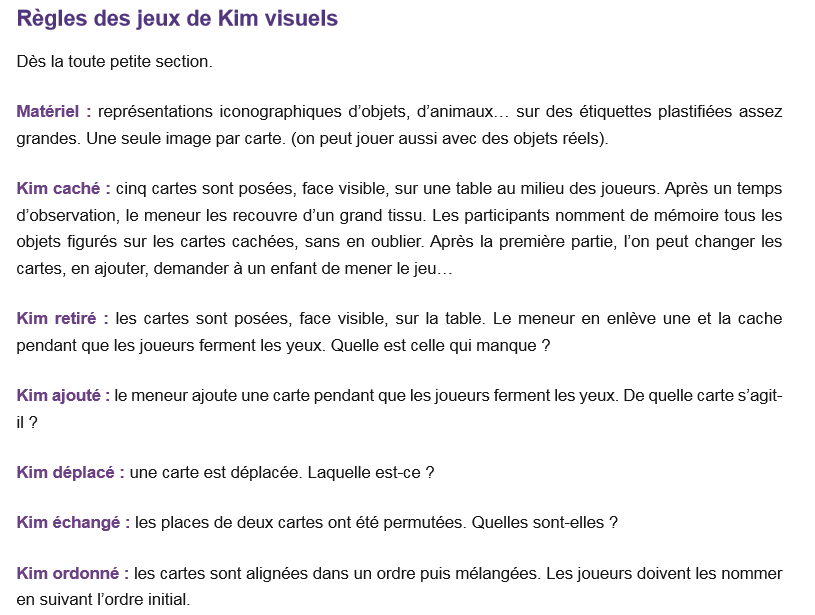 Règles des jeux de Kim visuels
Dès la toute petite section.
Matériel : représentations iconographiques d’objets, d’animaux… sur des étiquettes plastifiées assez
grandes. Une seule image par carte. (on peut jouer aussi avec des objets réels).
Kim caché : cinq cartes sont posées, face visible, sur une table au milieu des joueurs. Après un temps
d’observation, le meneur les recouvre d’un grand tissu. Les participants nomment de mémoire tous les
objets figurés sur les cartes cachées, sans en oublier. Après la première partie, l’on peut changer les
cartes, en ajouter, demander à un enfant de mener le jeu…
Kim retiré : les cartes sont posées, face visible, sur la table. Le meneur en enlève une et la cache
pendant que les joueurs ferment les yeux. Quelle est celle qui manque ?
Kim ajouté : le meneur ajoute une carte pendant que les joueurs ferment les yeux. De quelle carte s’agit-
il ?
Kim déplacé : une carte est déplacée. Laquelle est-ce ?
Kim échangé : les places de deux cartes ont été permutées. Quelles sont-elles ?
Kim ordonné : les cartes sont alignées dans un ordre puis mélangées. Les joueurs doivent les nommer
en suivant l’ordre initial.